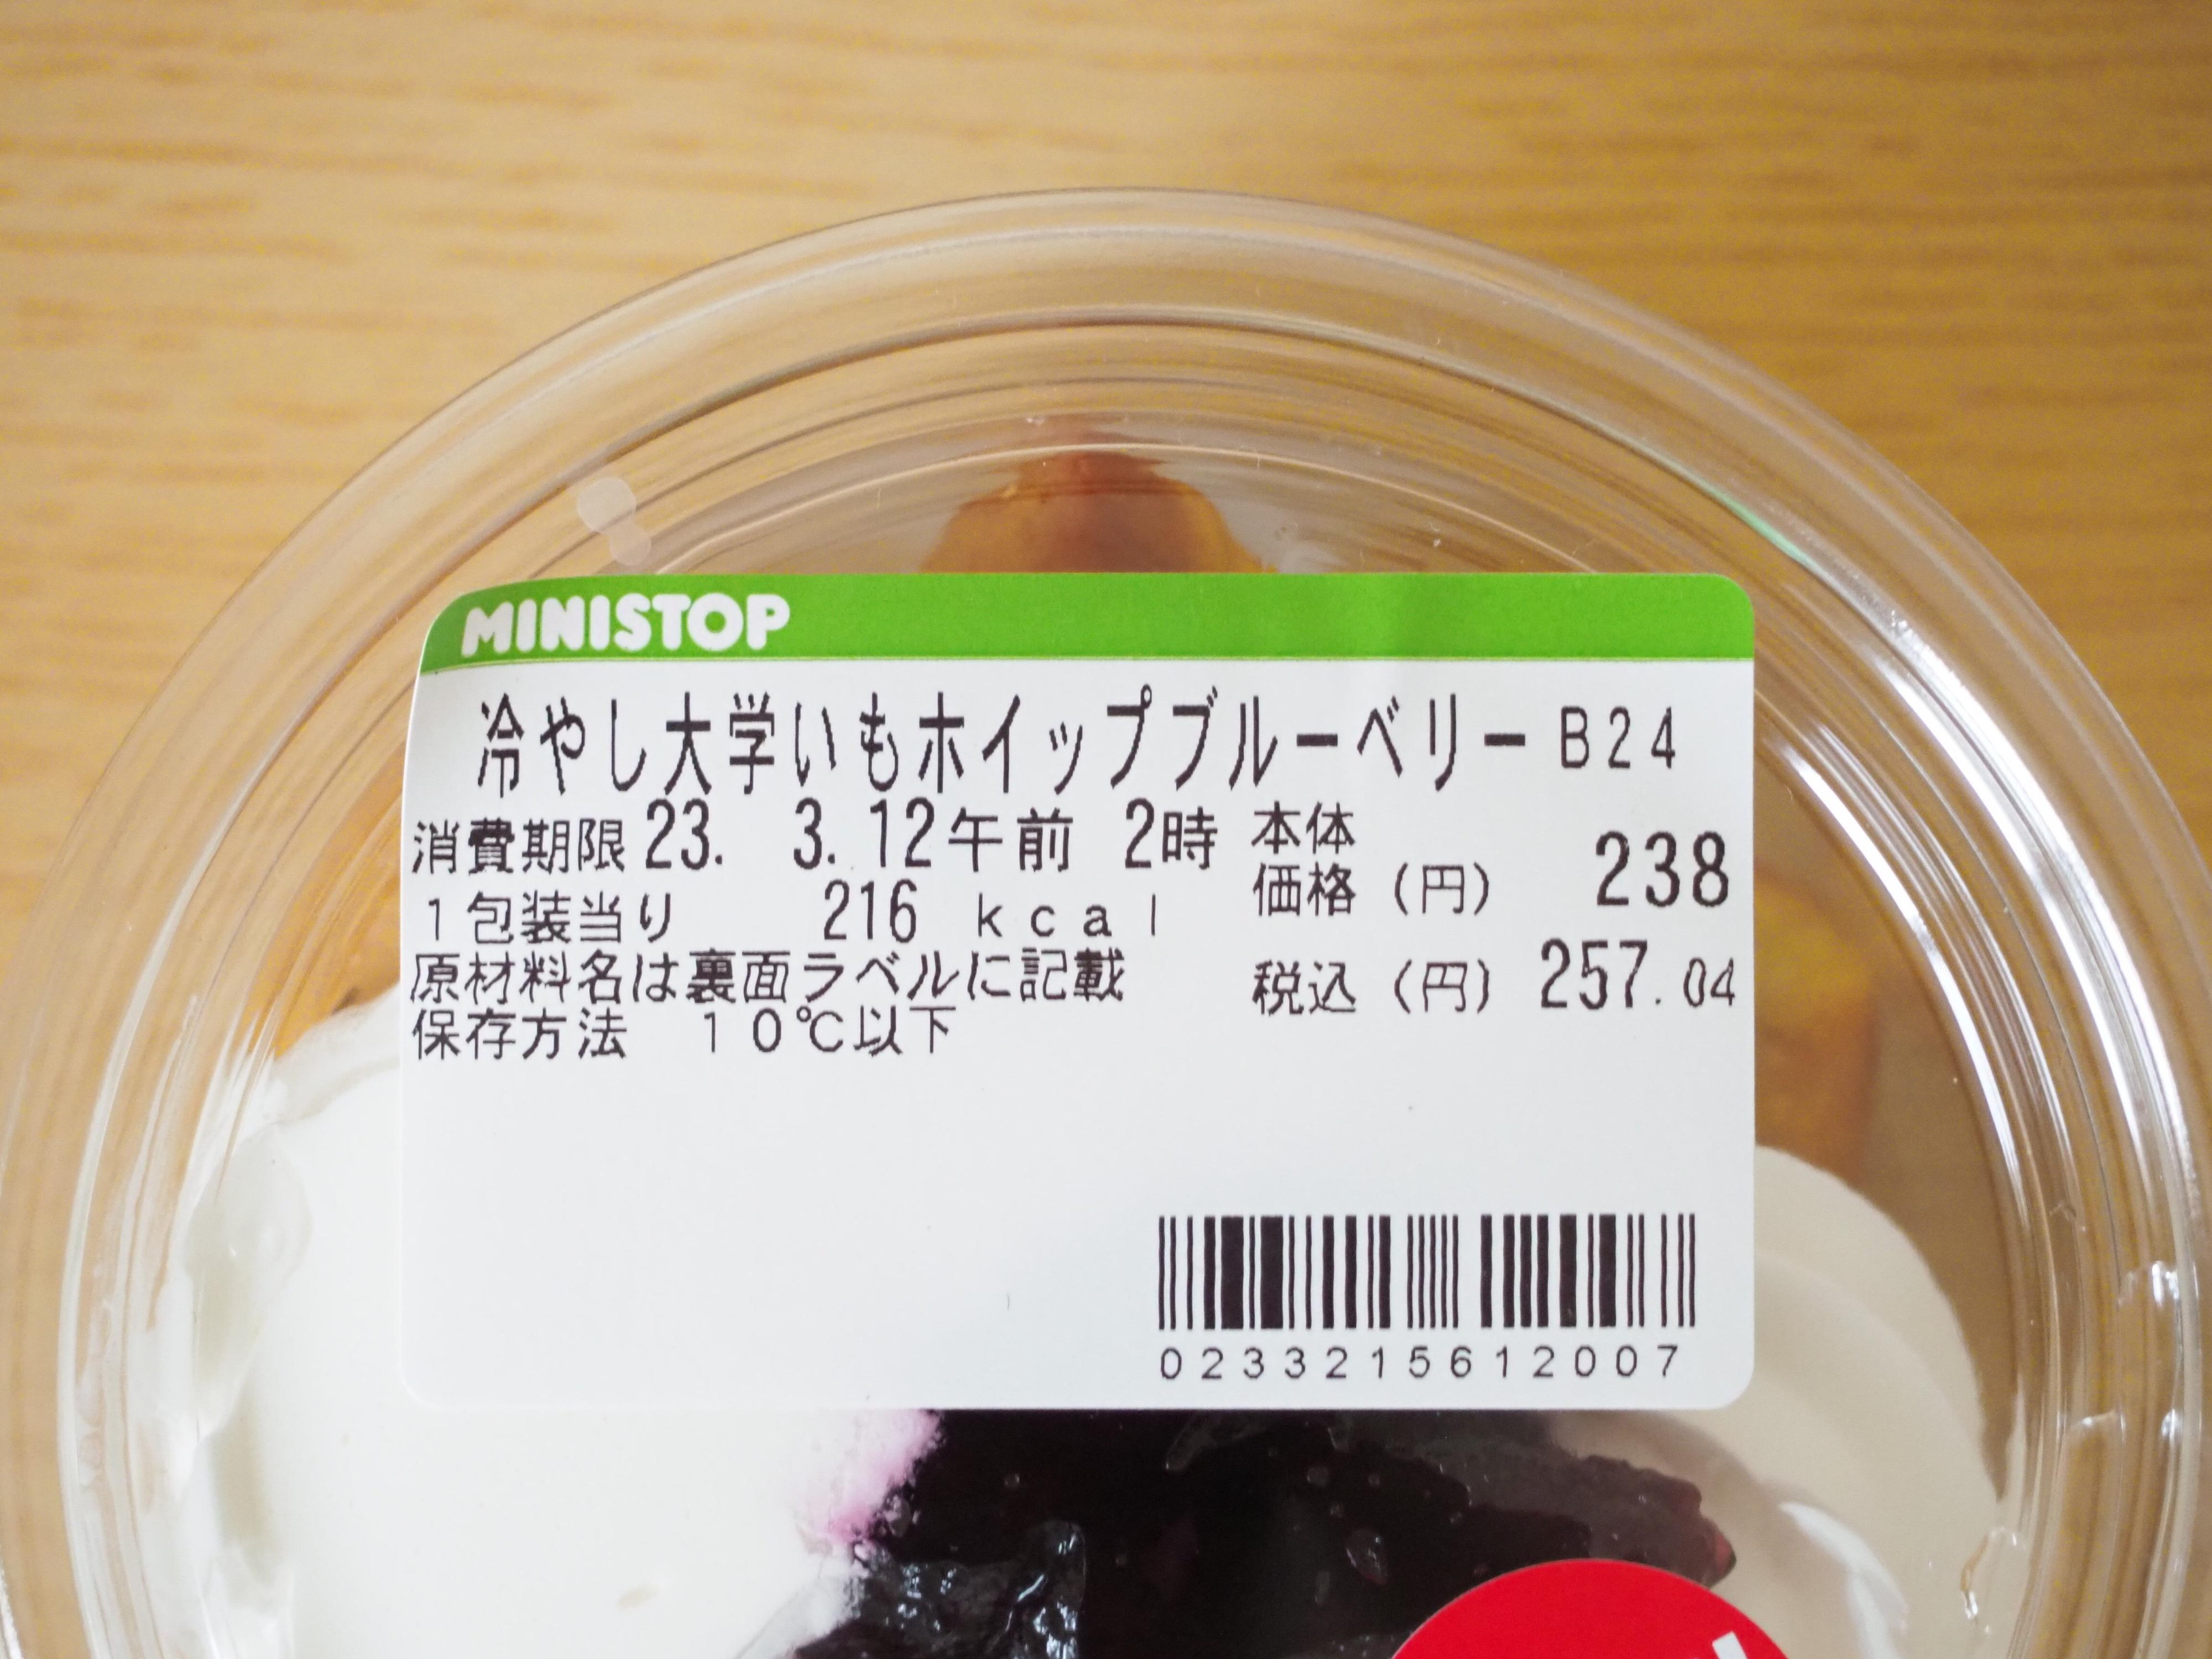 MINISTOP
冷やし大学いもホイップブルーベリー B24
消費期限 23. 3. 12午前 2時
1包装当り 216 kcal
原材料名は裏面ラベルに記載
保存方法 10℃以下
本体
価格(円) 238
税込(円) 257.04
0233215612007